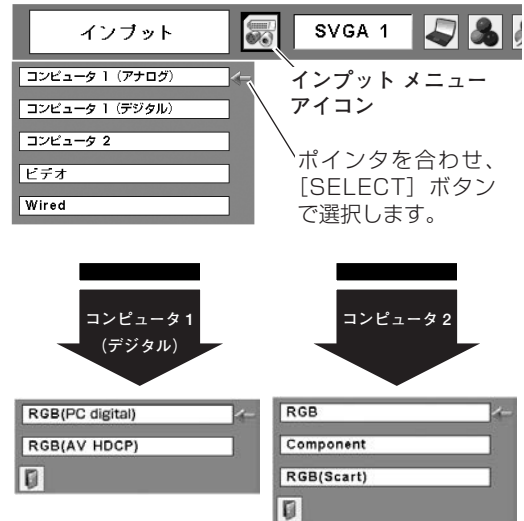 インプット
SVGA 1
コンピュータ 1（アナログ）
コンピュータ 1（デジタル）
コンピュータ 2
ビデオ
Wired
インプット メニュー
アイコン
ポインタを合わせ、
［SELECT］ボタン
で選択します。
コンピュータ 1
（デジタル）
RGB(PC digital)
RGB(AV HDCP)
コンピュータ 2
RGB
Component
RGB(Scart)